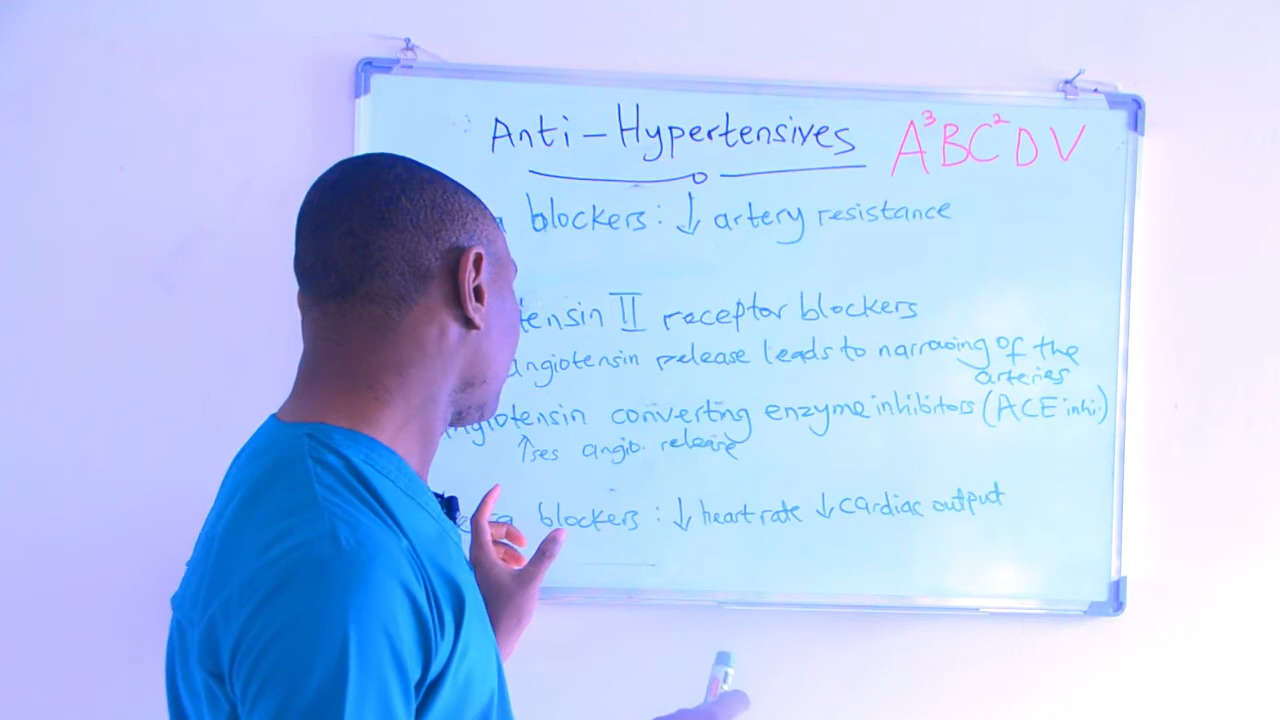 Anti-Hypertensives A³BC²DV
blockers: ↓ artery resistance
tensin II receptor blockers
angiotensin release leads to narrowing of the
arteries
angiotensin converting enzyme inhibitors (ACE inhi.)
↑ses angio. release
blockers: ↓ heart rate ↓ cardiac output